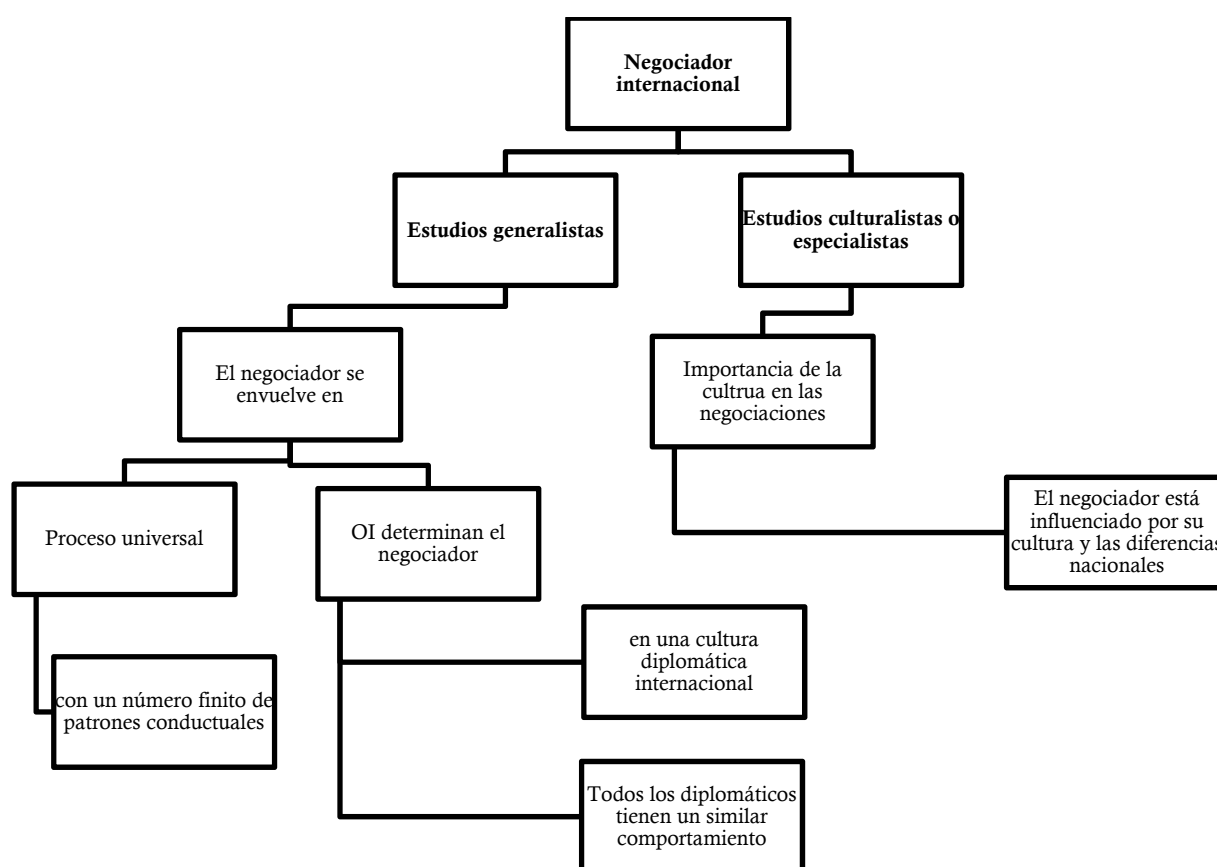 Negociador
internacional
Estudios generalistas
Estudios culturalistas o
especialistas
El negociador se
envuelve en
Importancia de la
cultrua en las
negociaciones
Proceso universal
OI determinan el
negociador
El negociador está
influenciado por su
cultura y las diferencias
nacionales
con un número finito de
patrones conductuales
en una cultura
diplomática
internacional
Todos los diplomáticos
tienen un similar
comportamiento